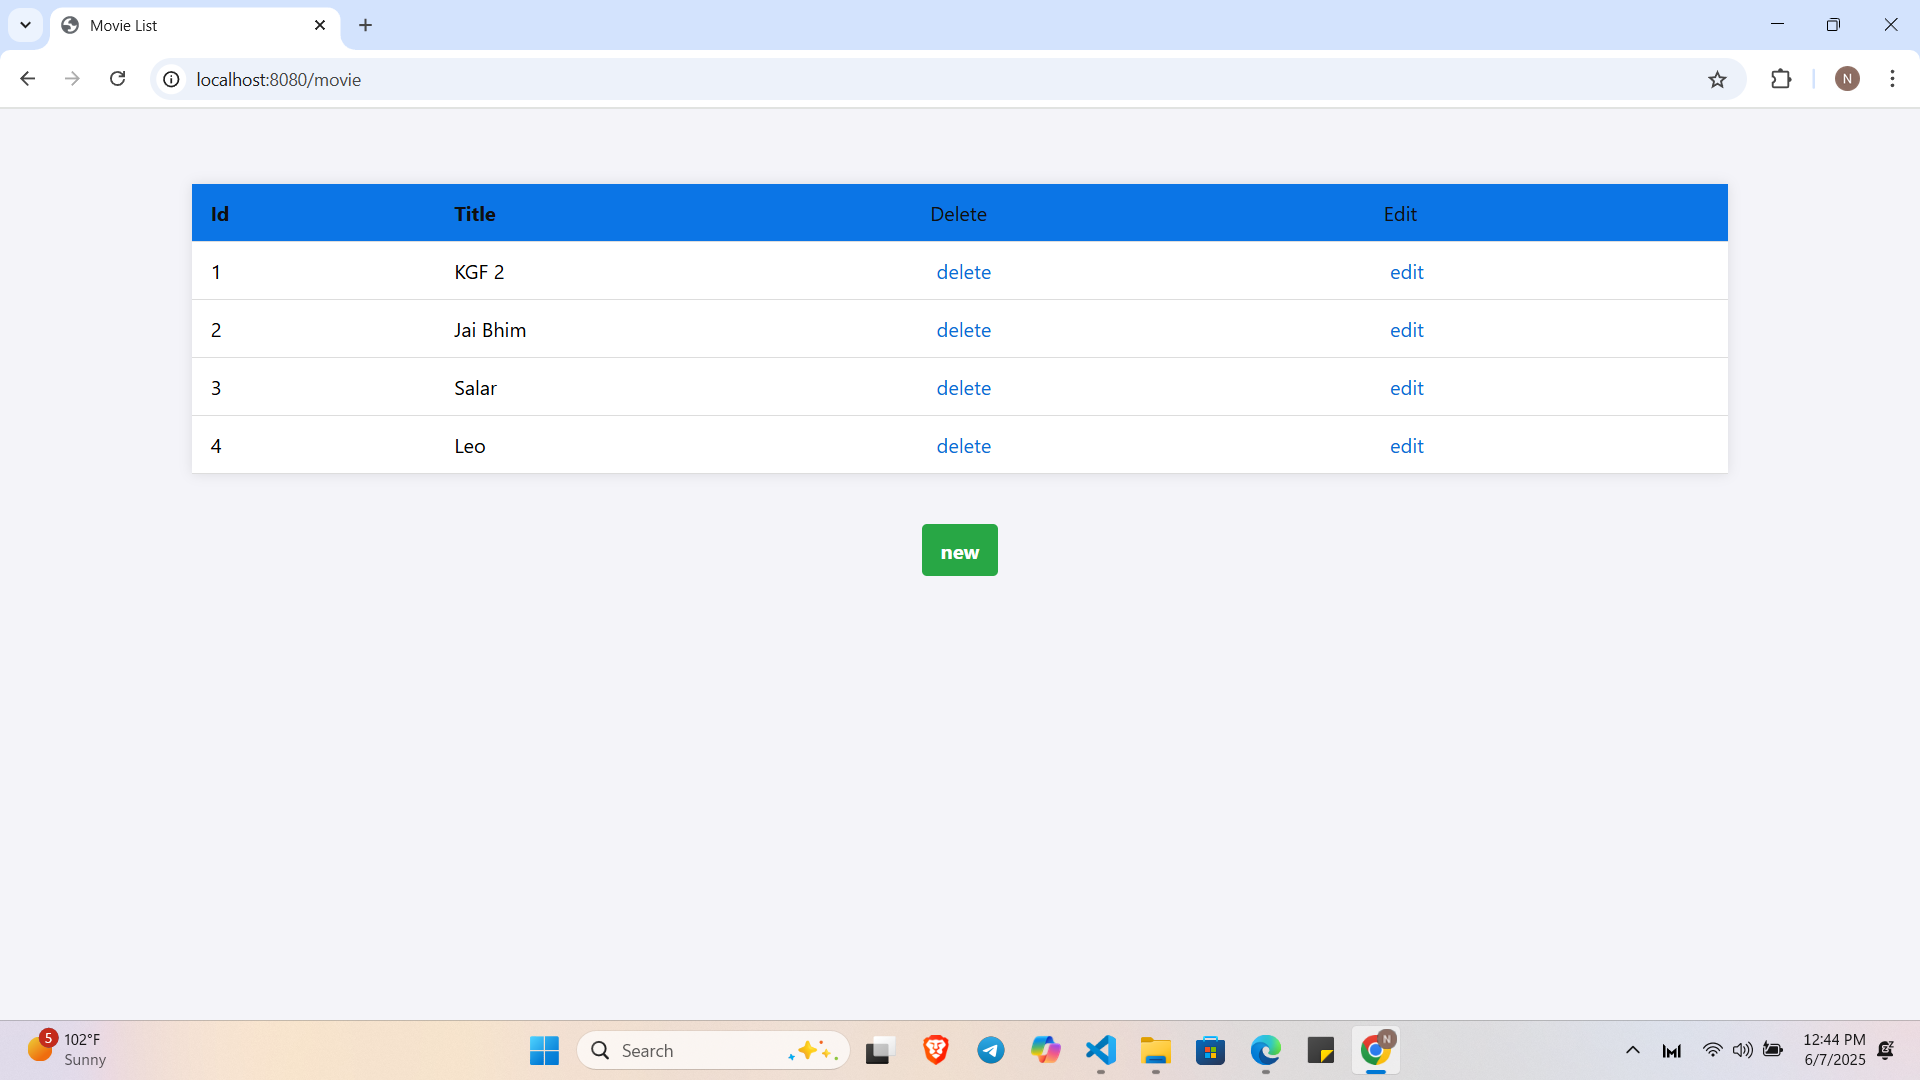 Movie List
localhost:8080/movie
N
Id Title Delete Edit
1 KGF 2 delete edit
2 Jai Bhim delete edit
3 Salar delete edit
4 Leo delete edit
new
5
102°F
Sunny
Search
N
12:44 PM
6/7/2025